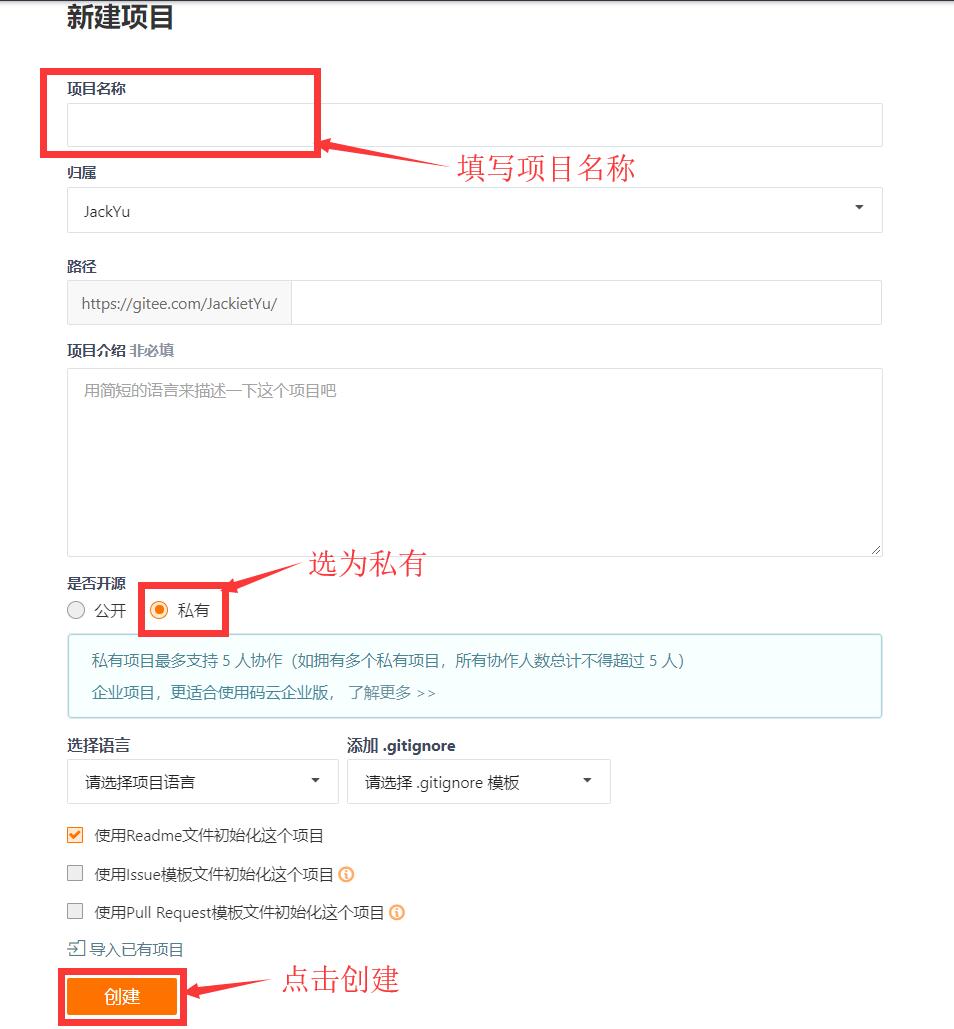 新建项目
项目名称
填写项目名称
归属
JackYu
路径
https://gitee.com/JackietYu/
项目介绍 非必填
用简短的语言来描述一下这个项目吧
选为私有
是否开源
公开 私有
私有项目最多支持 5 人协作（如拥有多个私有项目，所有协作人数总计不得超过 5 人）
企业项目，更适合使用码云企业版， 了解更多 >>
选择语言 添加 .gitignore
请选择项目语言 请选择 .gitignore 模板
使用Readme文件初始化这个项目
使用Issue模板文件初始化这个项目
使用Pull Request模板文件初始化这个项目
导入已有项目
点击创建
创建